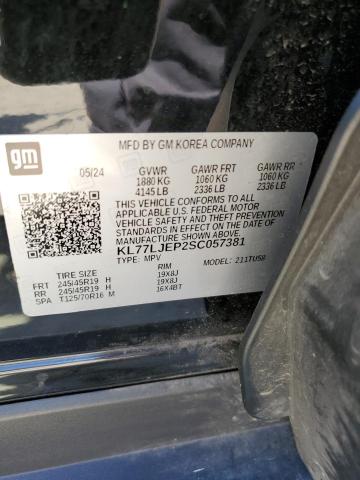 gm
MFD BY GM KOREA COMPANY
05/24 GVWR GAWR FRT GAWR RR
1880 KG 1060 KG 1060 KG
4145 LB 2336 LB 2336 LB
THIS VEHICLE CONFORMS TO ALL
APPLICABLE U.S. FEDERAL MOTOR
VEHICLE SAFETY, BUMPER, AND THEFT
PREVENTION STANDARDS IN EFFECT ON
THE DATE OF MANUFACTURE SHOWN ABOVE.
KL77LJEP2SC057381
TYPE: MPV MODEL: 211TU58
TIRE SIZE RIM
FRT 245/45R19 H 19X8J
RR 245/45R19 H 19X8J
SPA T125/70R16 M 16X4BT